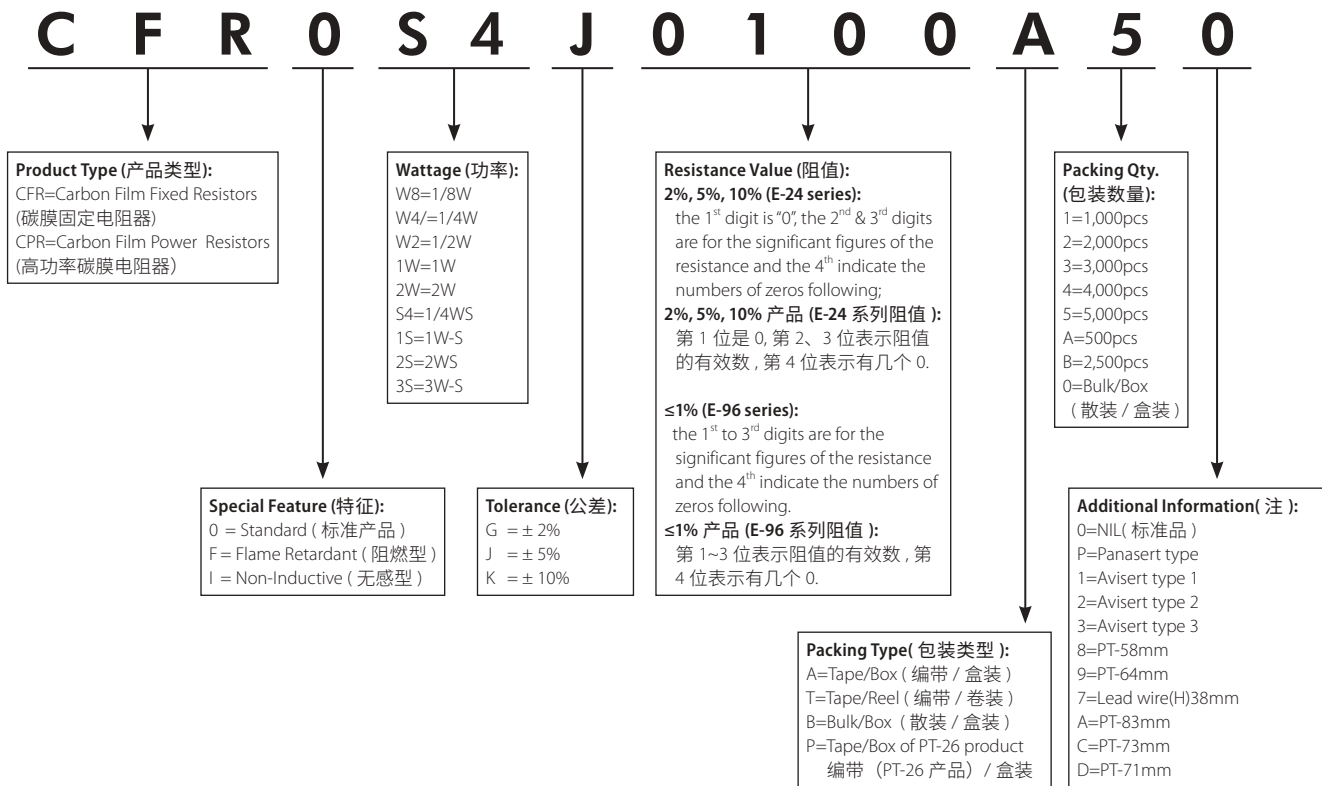 C F R 0 S 4 J 0 1 0 0 A 5 0
Product Type (产品类型):
CFR=Carbon Film Fixed Resistors
(碳膜固定电阻器)
CPR=Carbon Film Power Resistors
(高功率碳膜电阻器）
Wattage (功率):
W8=1/8W
W4/=1/4W
W2=1/2W
1W=1W
2W=2W
S4=1/4WS
1S=1W-S
2S=2WS
3S=3W-S
Resistance Value (阻值):
2%, 5%, 10% (E-24 series):
the 1st digit is “0”, the 2nd & 3rd digits
are for the significant figures of the
resistance and the 4th indicate the
numbers of zeros following;
2%, 5%, 10% 产品 (E-24 系列阻值 ):
第 1 位是 0, 第 2、3 位表示阻值
的有效数 , 第 4 位表示有几个 0.
≤1% (E-96 series):
the 1st to 3rd digits are for the
significant figures of the resistance
and the 4th indicate the numbers of
zeros following.
≤1% 产品 (E-96 系列阻值 ):
第 1~3 位表示阻值的有效数 , 第
4 位表示有几个 0.
Packing Qty.
(包装数量):
1=1,000pcs
2=2,000pcs
3=3,000pcs
4=4,000pcs
5=5,000pcs
A=500pcs
B=2,500pcs
0=Bulk/Box
（ 散装 / 盒装 ）
Special Feature (特征):
0 = Standard ( 标准产品 )
F = Flame Retardant ( 阻燃型 )
I = Non-Inductive ( 无感型 )
Tolerance (公差):
G = ± 2%
J = ± 5%
K = ± 10%
Packing Type( 包装类型 ):
A=Tape/Box ( 编带 / 盒装 )
T=Tape/Reel ( 编带 / 卷装 )
B=Bulk/Box （ 散装 / 盒装 ）
P=Tape/Box of PT-26 product
编带（PT-26 产品）/ 盒装
Additional Information( 注 ):
0=NIL( 标准品 )
P=Panasert type
1=Avisert type 1
2=Avisert type 2
3=Avisert type 3
8=PT-58mm
9=PT-64mm
7=Lead wire(H)38mm
A=PT-83mm
C=PT-73mm
D=PT-71mm